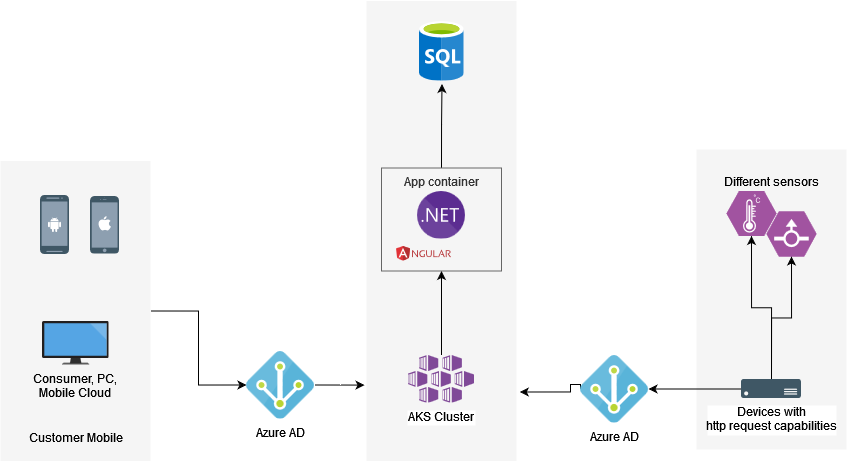 SQL
App container
.NET
ANGULAR
AKS Cluster
Consumer, PC,
Mobile Cloud
Customer Mobile
Azure AD
Azure AD
Different sensors
°C
Devices with
http request capabilities